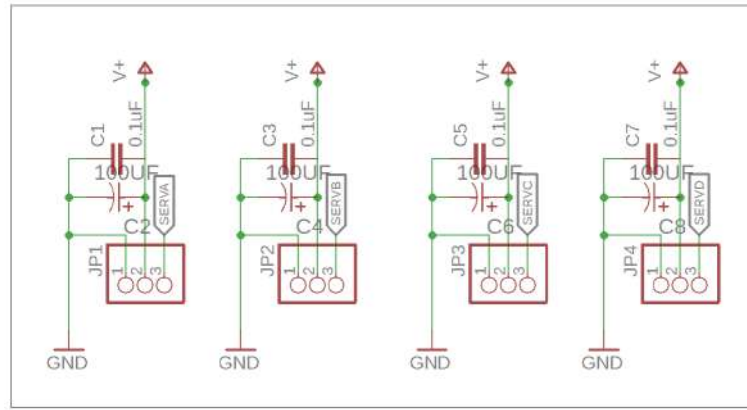 V+ V+ V+ V+
C1 0.1uF C3 0.1uF C5 0.1uF C7 0.1uF
100UF 100UF 100UF 100UF
+ SERVA + SERVB + SERVC + SERVD
C2 C4 C6 C8
JP1 1 2 3 JP2 1 2 3 JP3 1 2 3 JP4 1 2 3
GND GND GND GND